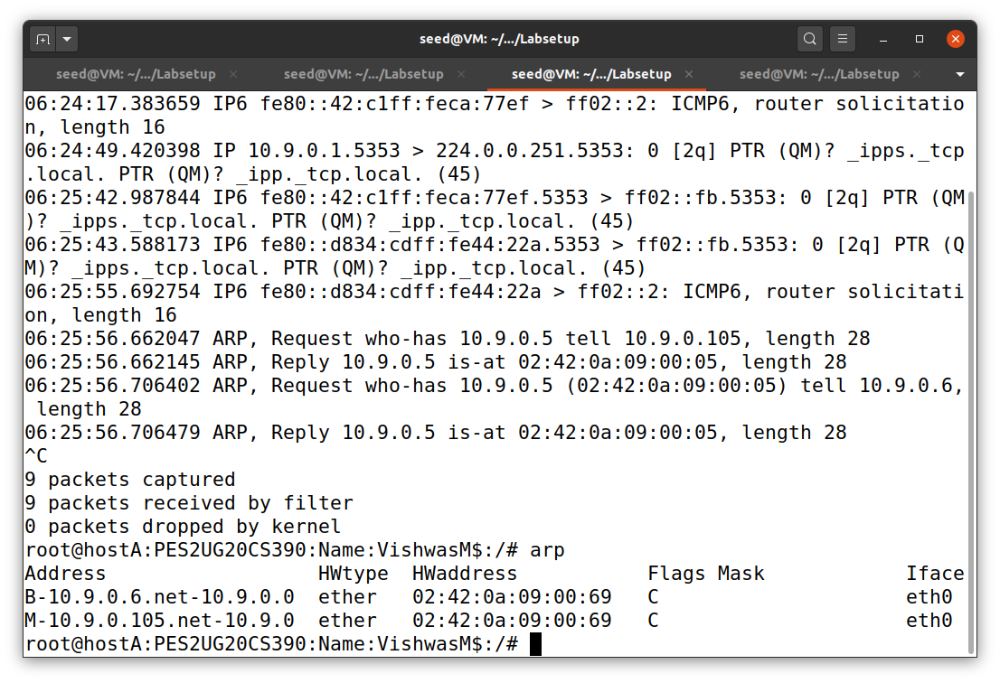 seed@VM: ~/.../Labsetup
seed@VM: ~/.../Labsetup seed@VM: ~/.../Labsetup seed@VM: ~/.../Labsetup seed@VM: ~/.../Labsetup
06:24:17.383659 IP6 fe80::42:c1ff:feca:77ef > ff02::2: ICMP6, router solicitatio
n, length 16
06:24:49.420398 IP 10.9.0.1.5353 > 224.0.0.251.5353: 0 [2q] PTR (QM)? _ipps._tcp
.local. PTR (QM)? _ipp._tcp.local. (45)
06:25:42.987844 IP6 fe80::42:c1ff:feca:77ef.5353 > ff02::fb.5353: 0 [2q] PTR (QM
)? _ipps._tcp.local. PTR (QM)? _ipp._tcp.local. (45)
06:25:43.588173 IP6 fe80::d834:cdff:fe44:22a.5353 > ff02::fb.5353: 0 [2q] PTR (Q
M)? _ipps._tcp.local. PTR (QM)? _ipp._tcp.local. (45)
06:25:55.692754 IP6 fe80::d834:cdff:fe44:22a > ff02::2: ICMP6, router solicitati
on, length 16
06:25:56.662047 ARP, Request who-has 10.9.0.5 tell 10.9.0.105, length 28
06:25:56.662145 ARP, Reply 10.9.0.5 is-at 02:42:0a:09:00:05, length 28
06:25:56.706402 ARP, Request who-has 10.9.0.5 (02:42:0a:09:00:05) tell 10.9.0.6,
 length 28
06:25:56.706479 ARP, Reply 10.9.0.5 is-at 02:42:0a:09:00:05, length 28
^C
9 packets captured
9 packets received by filter
0 packets dropped by kernel
root@hostA:PES2UG20CS390:Name:VishwasM$:/# arp
Address                  HWtype  HWaddress           Flags Mask            Iface
B-10.9.0.6.net-10.9.0.0  ether   02:42:0a:09:00:69   C                     eth0
M-10.9.0.105.net-10.9.0  ether   02:42:0a:09:00:69   C                     eth0
root@hostA:PES2UG20CS390:Name:VishwasM$:/#